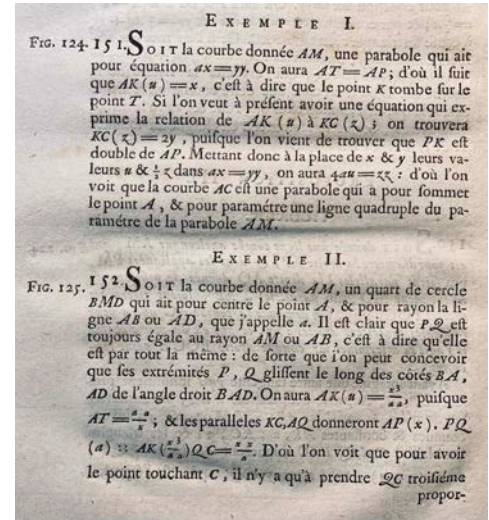 EXEMPLE I.
FIG. 124. 151. SOIT la courbe donnée AM, une parabole qui ait
pour équation ax=yy. On aura AT=AP; d'où il ſuit
que AK(u)=x, c'eſt à dire que le point K tombe ſur le
point T. Si l'on veut à préſent avoir une équation qui ex-
prime la relation de AK (u) à KC (z); on trouvera
KC(z)=2y, puiſque l'on vient de trouver que PK eſt
double de AP. Mettant donc à la place de x & y leurs va-
leurs u & ½z dans ax=yy, on aura 4au=zz: d'où l'on
voit que la courbe AC eſt une parabole qui a pour ſommet
le point A, & pour paramétre une ligne quadruple du pa-
ramétre de la parabole AM.
EXEMPLE II.
FIG. 125. 152. SOIT la courbe donnée AM, un quart de cercle
BMD qui ait pour centre le point A, & pour rayon la li-
gne AB ou AD, que j'appelle a. Il eſt clair que PQ eſt
toujours égale au rayon AM ou AB, c'eſt à dire qu'elle
eſt par tout la même: de ſorte que l'on peut concevoir
que ſes extrémités P, Q gliſſent le long des côtés BA,
AD de l'angle droit BAD. On aura AK(u)=x³/aa, puiſque
AT=aa/x; & les paralleles KC, AQ donneront AP (x). PQ
(a) :: AK(x³/aa) QC=xx/a. D'où l'on voit que pour avoir
le point touchant C, il n'y a qu'à prendre QC troiſiéme
propor-